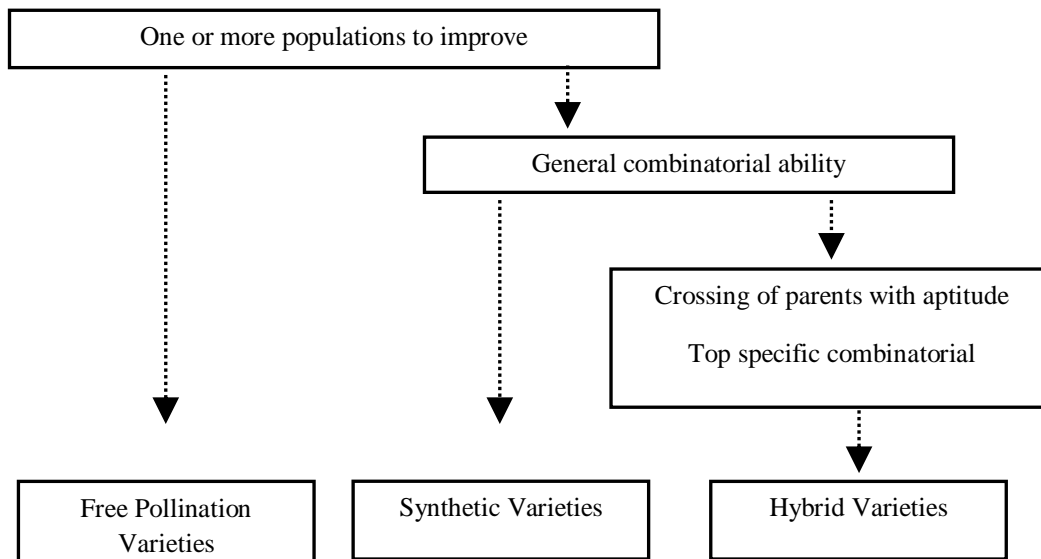 One or more populations to improve
General combinatorial ability
Crossing of parents with aptitude
Top specific combinatorial
Free Pollination
Varieties
Synthetic Varieties
Hybrid Varieties